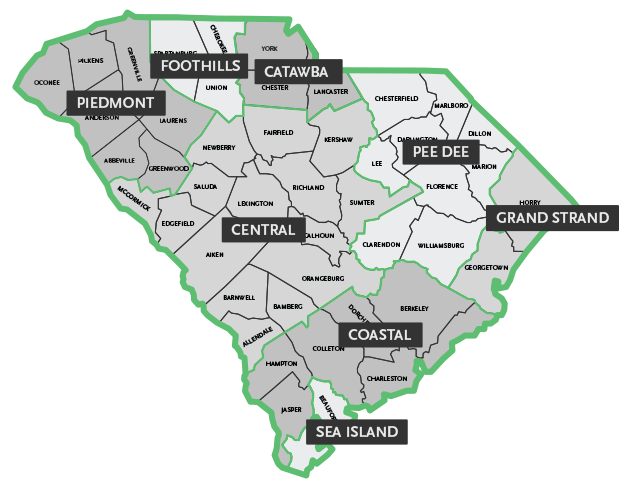 YORK
CHEROKEE
SPARTANBURG
GREENVILLE
PICKENS
OCONEE
FOOTHILLS
CATAWBA
UNION
CHESTER
LANCASTER
CHESTERFIELD
MARLBORO
PIEDMONT
ANDERSON
LAURENS
FAIRFIELD
KERSHAW
DARLINGTON
DILLON
NEWBERRY
PEE DEE
ABBEVILLE
GREENWOOD
LEE
MARION
SALUDA
RICHLAND
FLORENCE
MCCORMICK
LEXINGTON
SUMTER
HORRY
GRAND STRAND
EDGEFIELD
CENTRAL
CALHOUN
CLARENDON
WILLIAMSBURG
AIKEN
GEORGETOWN
ORANGEBURG
BARNWELL
BAMBERG
BERKELEY
DORCHE
ALLENDALE
COASTAL
COLLETON
HAMPTON
CHARLESTON
JASPER
BEAUFOR
SEA ISLAND